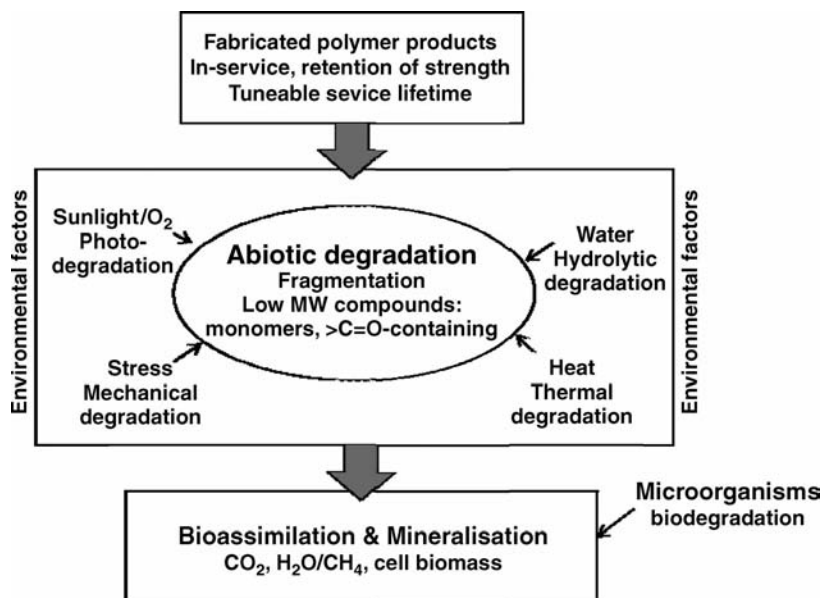 Fabricated polymer products
In-service, retention of strength
Tuneable sevice lifetime
Environmental factors
Sunlight/O₂
Photo-
degradation
Abiotic degradation
Fragmentation
Low MW compounds:
monomers, >C=O-containing
Water
Hydrolytic
degradation
Stress
Mechanical
degradation
Heat
Thermal
degradation
Environmental factors
Bioassimilation & Mineralisation
CO₂, H₂O/CH₄, cell biomass
Microorganisms
biodegradation